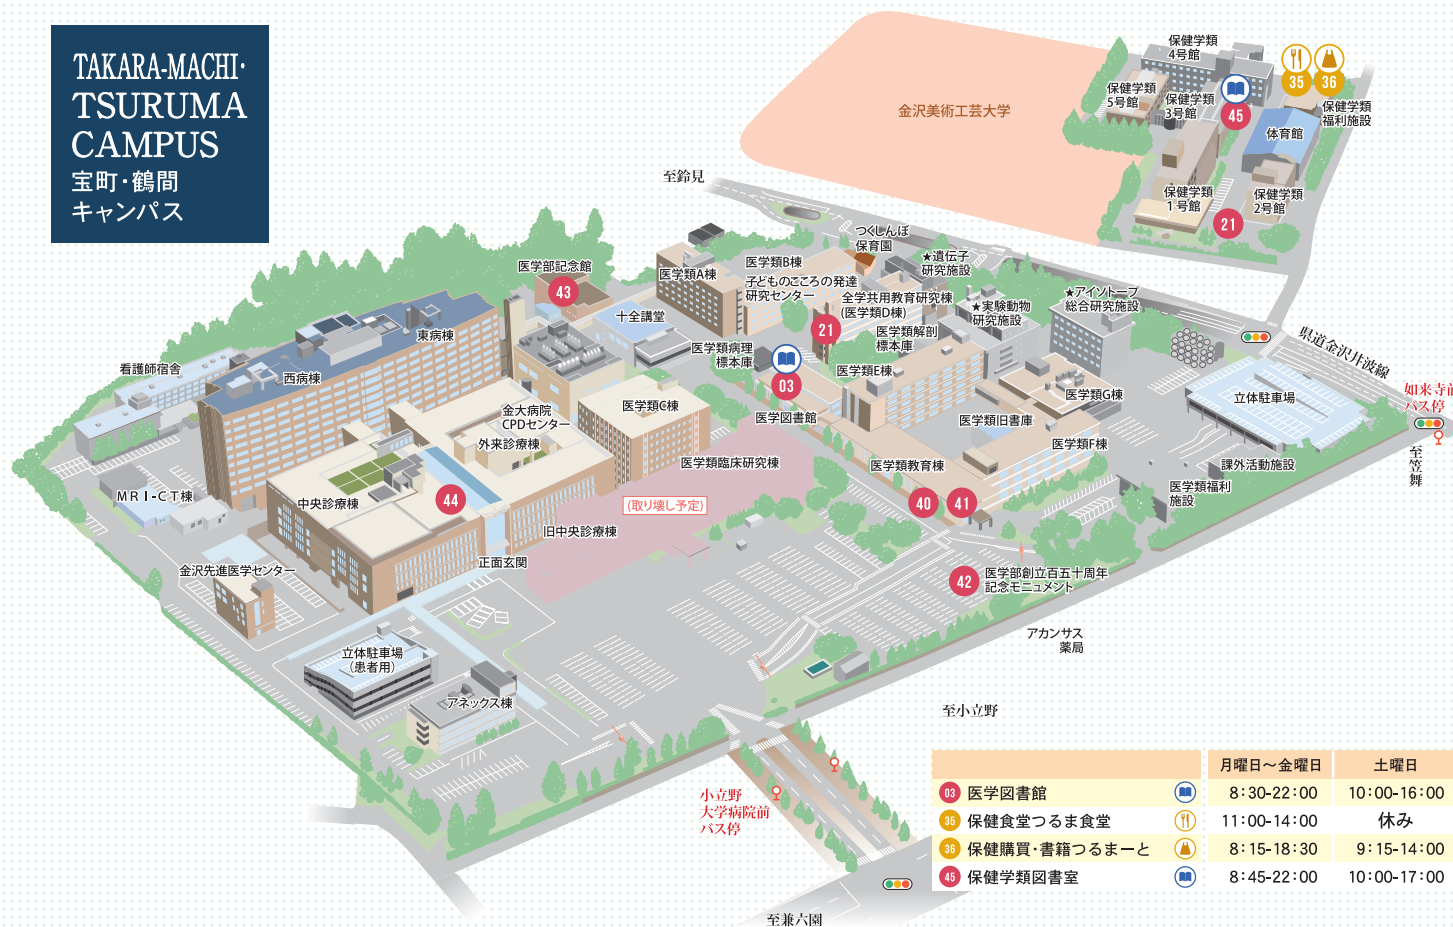 TAKARA-MACHI・
TSURUMA
CAMPUS
宝町・鶴間
キャンパス
金沢美術工芸大学
保健学類
4号館
35
36
保健学類
5号館
保健学類
3号館
45
保健学類
福利施設
体育館
保健学類
1号館
保健学類
2号館
21
至鈴見
つくしんぼ
保育園
医学部記念館
43
医学類A棟
医学類B棟
子どものこころの発達
研究センター
★遺伝子
研究施設
全学共用教育研究棟
(医学類D棟)
★実験動物
研究施設
★アイソトープ
総合研究施設
十全講堂
21
医学類解剖
標本庫
医学類病理
標本庫
県道金沢井波線
東病棟
看護師宿舎
西病棟
03
医学類E棟
医学類G棟
立体駐車場
如来寺前
バス停
金大病院
CPDセンター
医学類C棟
医学図書館
医学類旧書庫
外来診療棟
医学類F棟
至笠舞
医学類臨床研究棟
医学類教育棟
課外活動施設
医学類福利
施設
MRI-CT棟
中央診療棟
44
(取り壊し予定)
40
41
旧中央診療棟
正面玄関
金沢先進医学センター
42
医学部創立百五十周年
記念モニュメント
アカンサス
薬局
立体駐車場
(患者用)
アネックス棟
至小立野
小立野
大学病院前
バス停
至兼六園
月曜日～金曜日 土曜日
03 医学図書館 8:30-22:00 10:00-16:00
35 保健食堂つるま食堂 11:00-14:00 休み
36 保健購買・書籍つるまーと 8:15-18:30 9:15-14:00
45 保健学類図書室 8:45-22:00 10:00-17:00